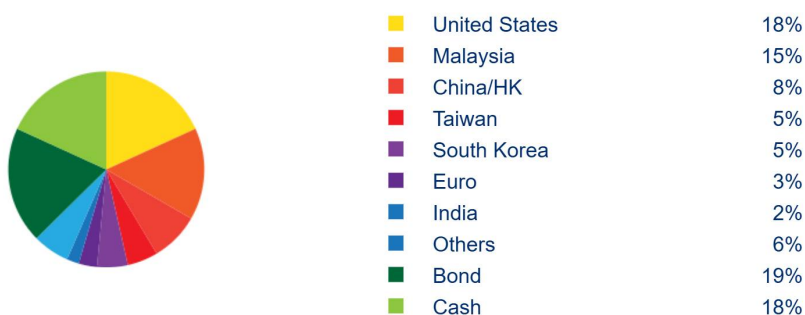 United States 18%
Malaysia 15%
China/HK 8%
Taiwan 5%
South Korea 5%
Euro 3%
India 2%
Others 6%
Bond 19%
Cash 18%